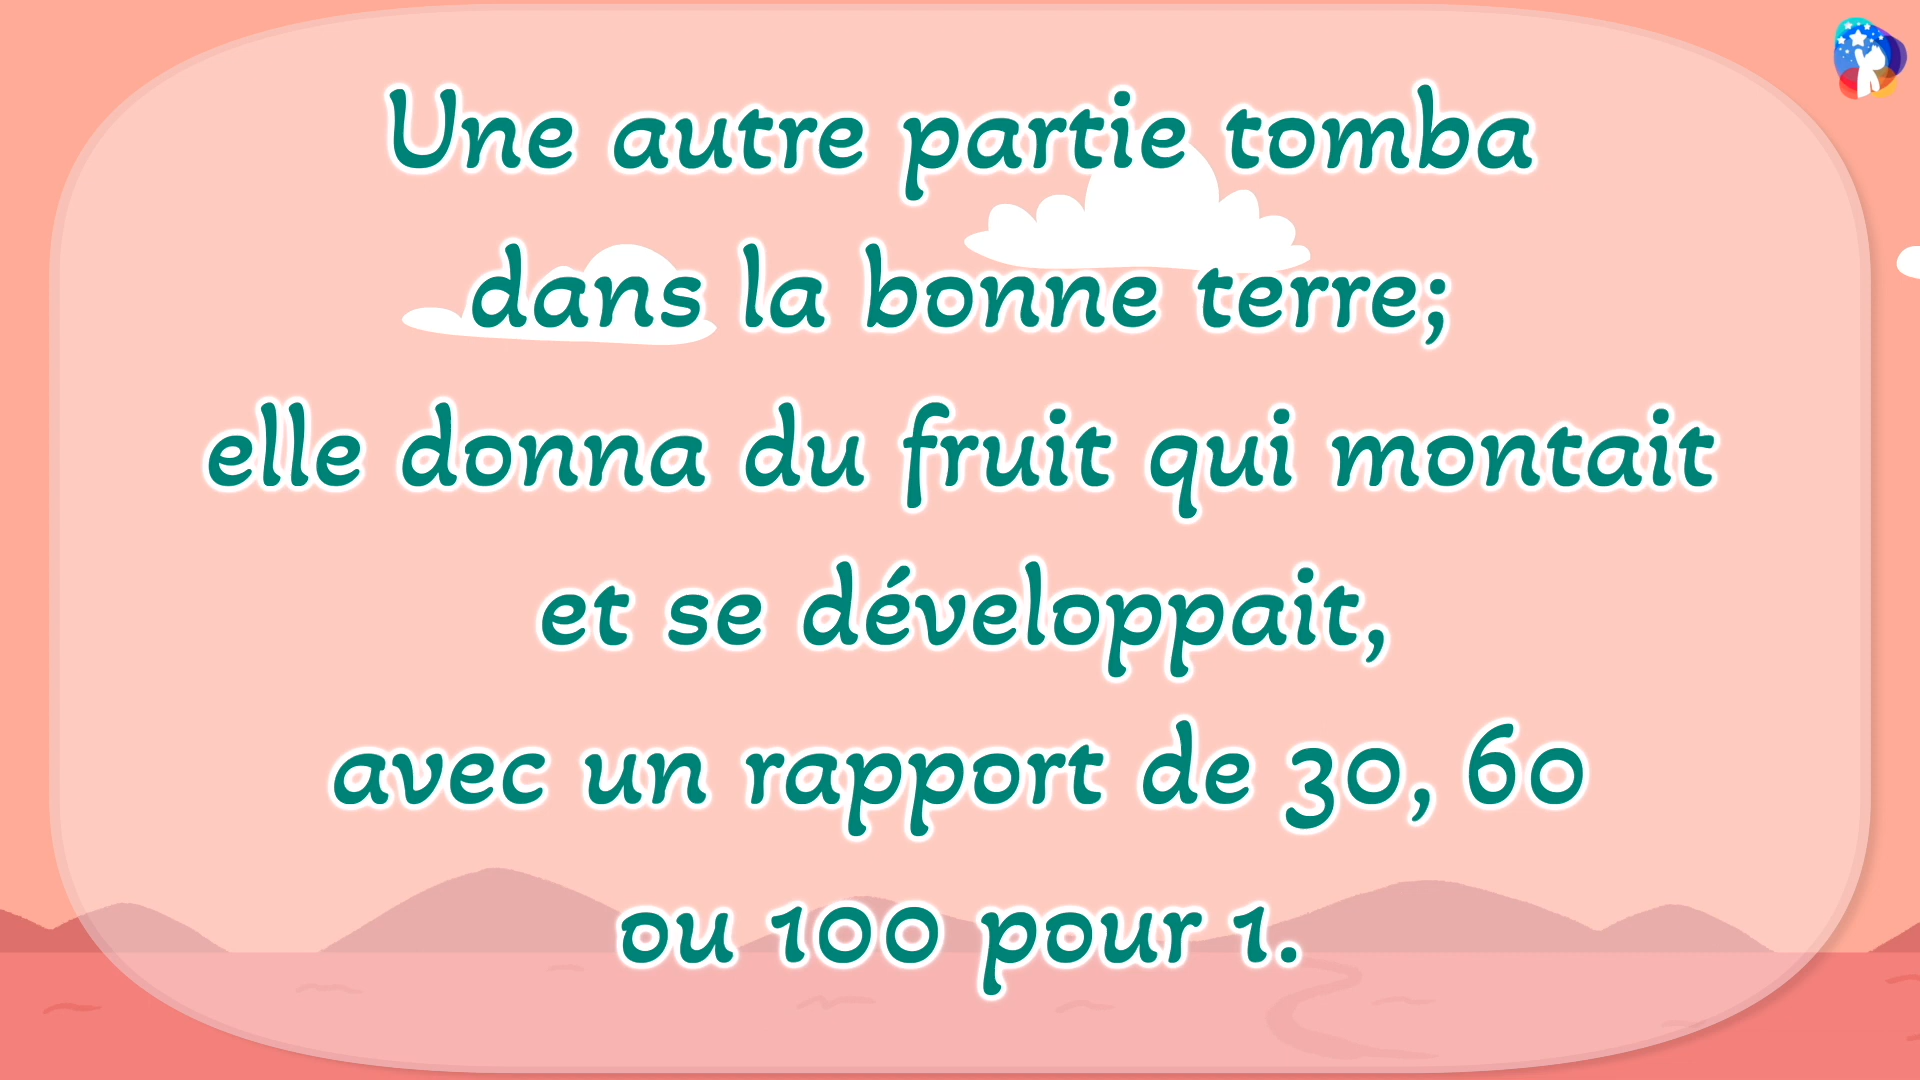 Une autre partie tomba
dans la bonne terre;
elle donna du fruit qui montait
et se développait,
avec un rapport de 30, 60
ou 100 pour 1.